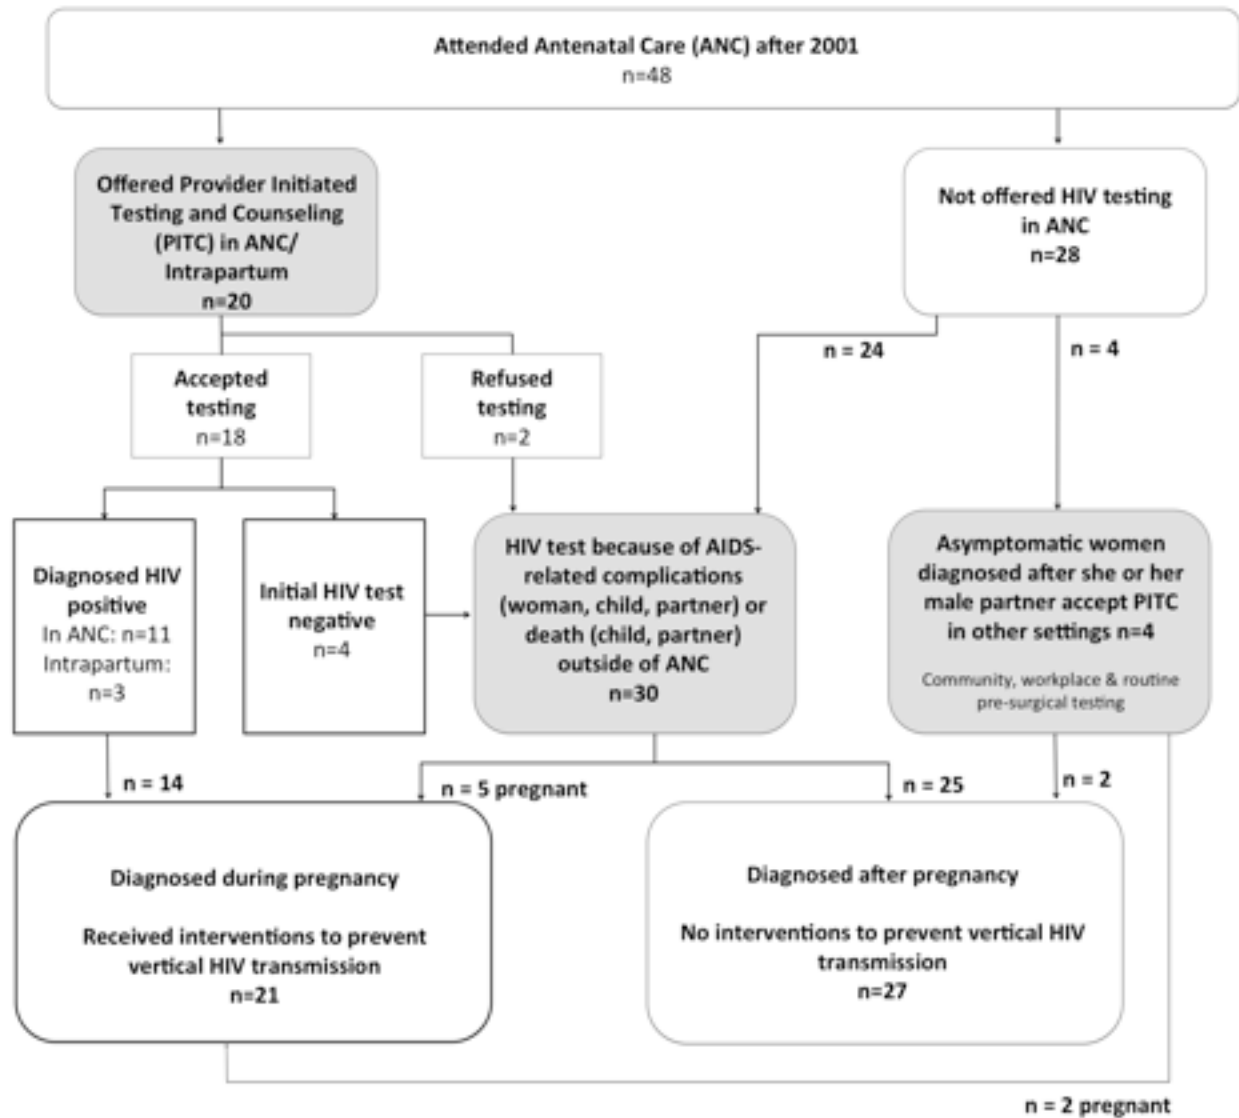 Attended Antenatal Care (ANC) after 2001
n=48
Offered Provider Initiated
Testing and Counseling
(PITC) in ANC/
Intrapartum
n=20
Not offered HIV testing
in ANC
n=28
n = 24
n = 4
Accepted
testing
n=18
Refused
testing
n=2
Diagnosed HIV
positive
In ANC: n=11
Intrapartum:
n=3
Initial HIV test
negative
n=4
HIV test because of AIDS-
related complications
(woman, child, partner) or
death (child, partner)
outside of ANC
n=30
Asymptomatic women
diagnosed after she or her
male partner accept PITC
in other settings n=4
Community, workplace & routine
pre-surgical testing
n = 14
n = 5 pregnant
n = 25
n = 2
Diagnosed during pregnancy
Received interventions to prevent
vertical HIV transmission
n=21
Diagnosed after pregnancy
No interventions to prevent vertical HIV
transmission
n=27
n = 2 pregnant